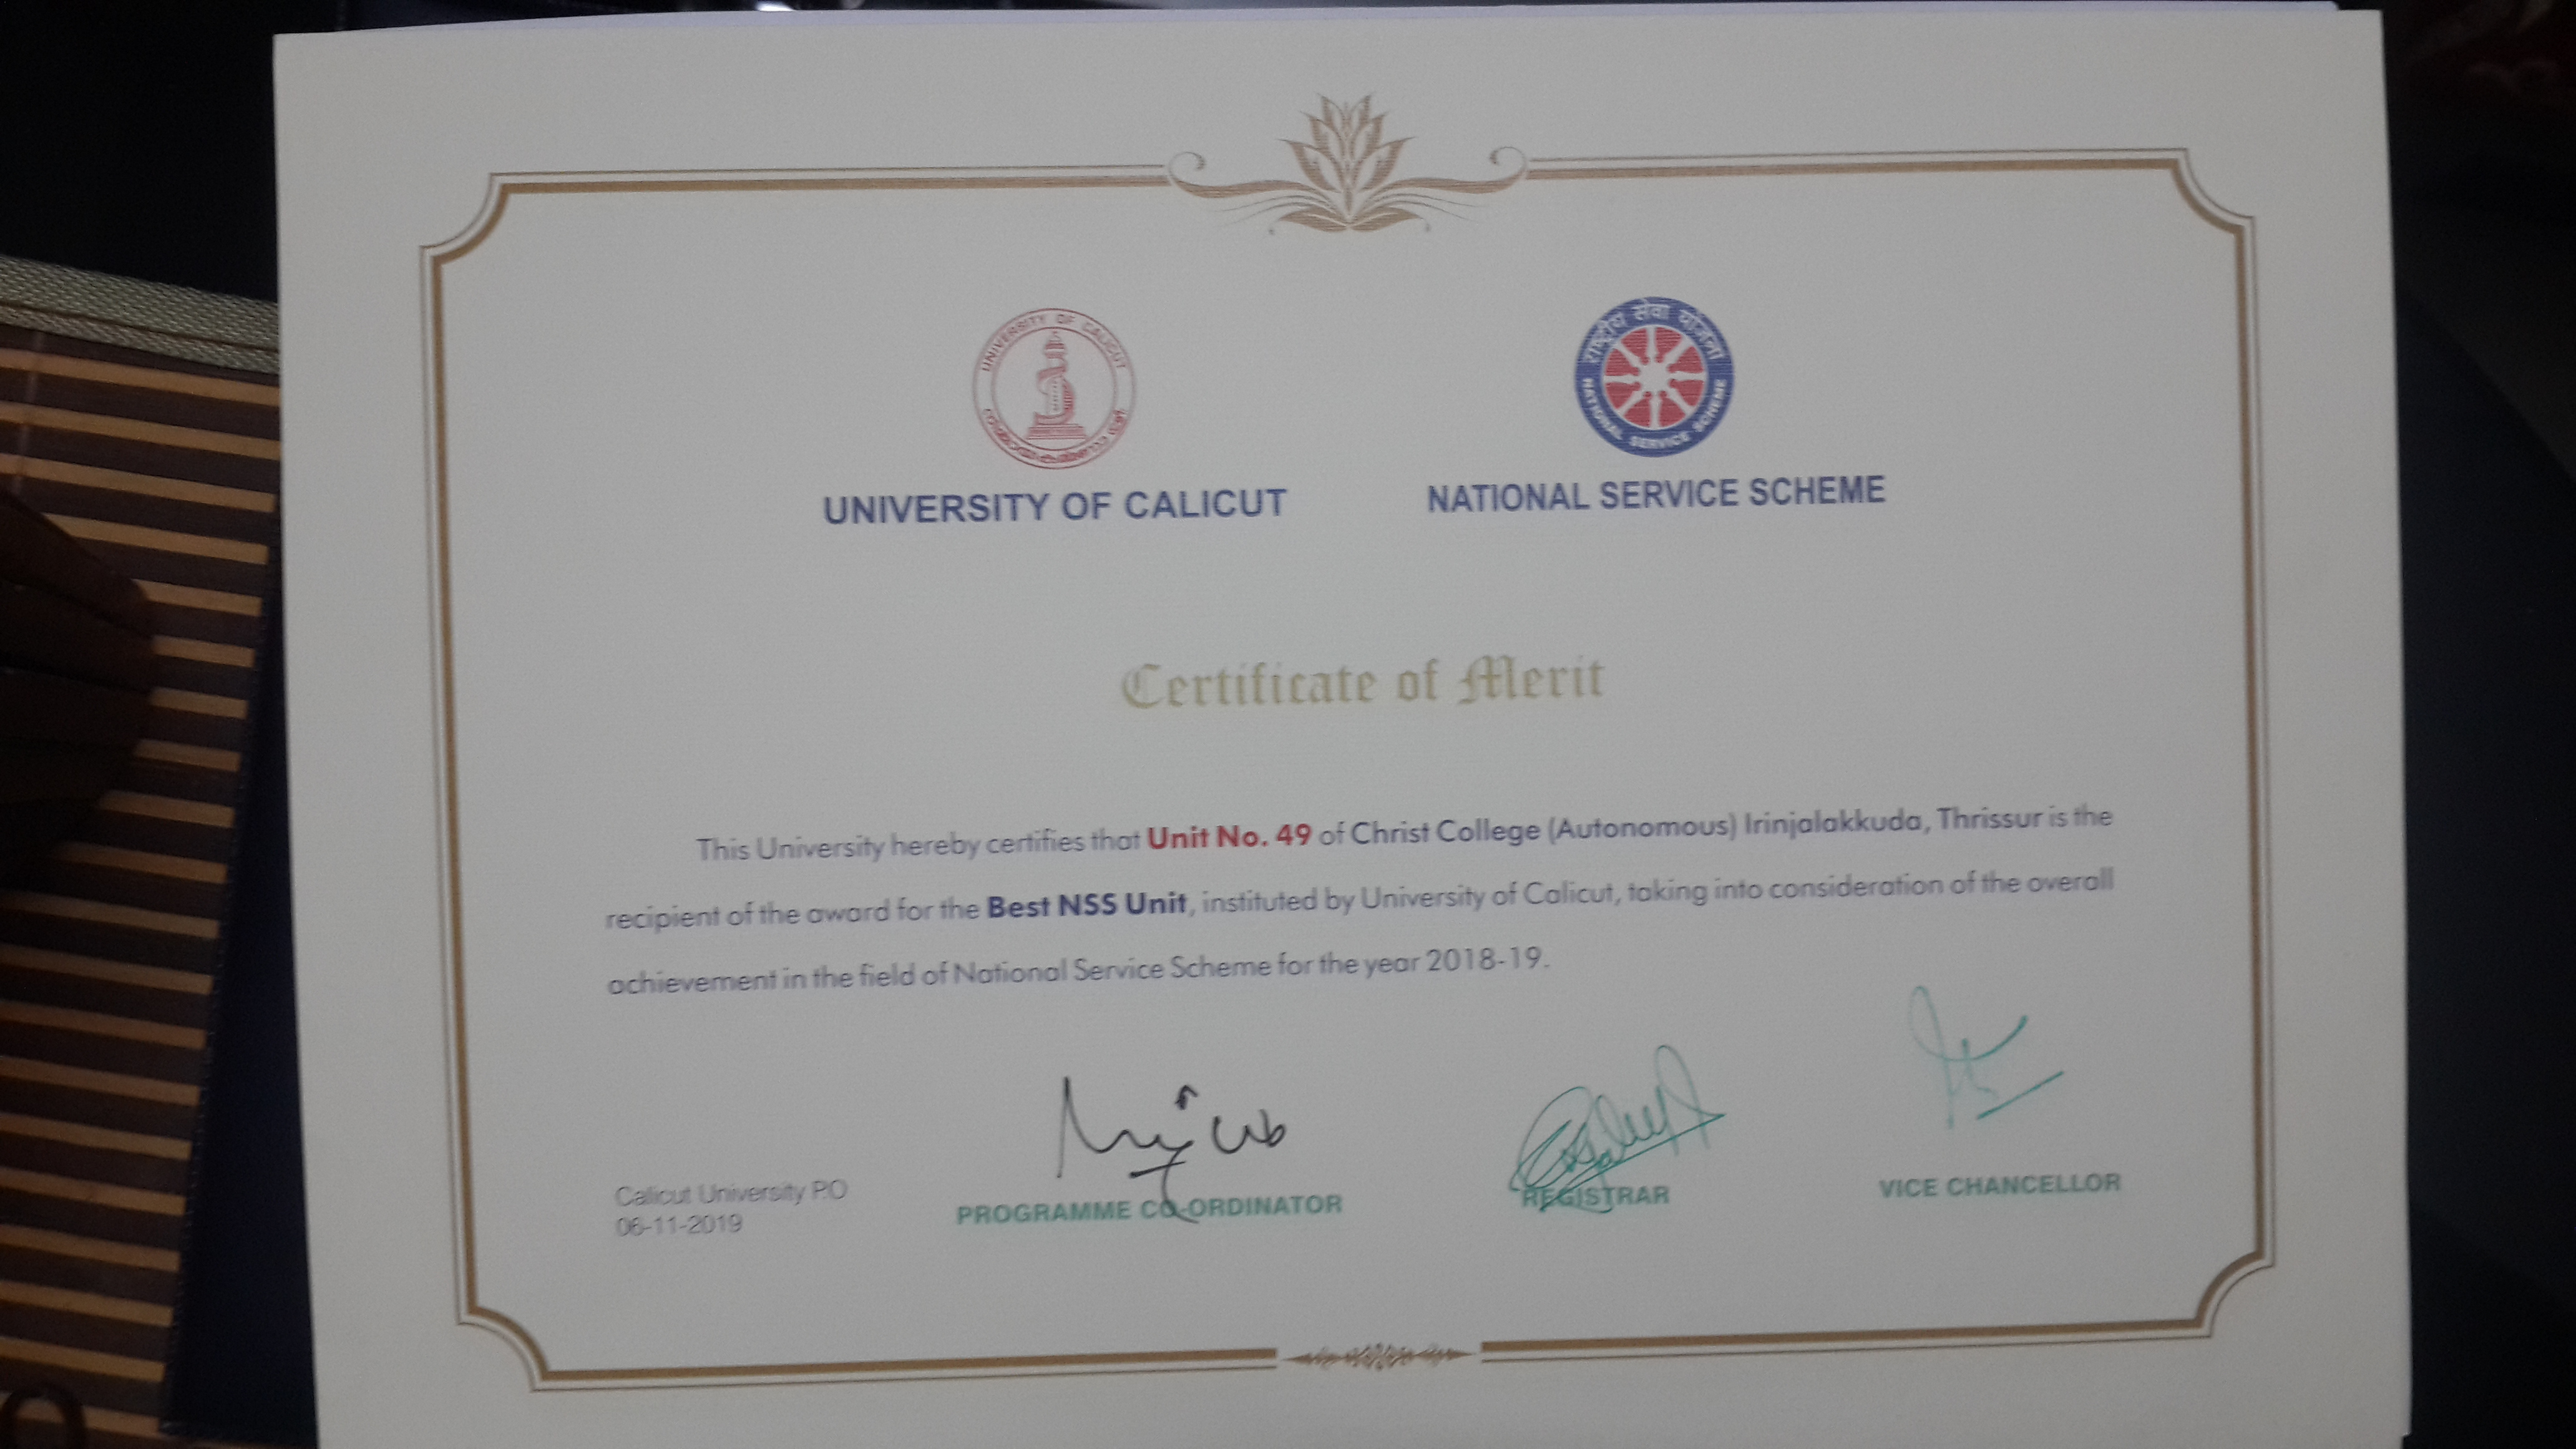 UNIVERSITY OF CALICUT
राष्ट्रीय सेवा योजना
NATIONAL SERVICE SCHEME
UNIVERSITY OF CALICUT
NATIONAL SERVICE SCHEME
Certificate of Merit
This University hereby certifies that Unit No. 49 of Christ College (Autonomous) Irinjalakkuda, Thrissur is the
recipient of the award for the Best NSS Unit, instituted by University of Calicut, taking into consideration of the overall
achievement in the field of National Service Scheme for the year 2018-19.
Calicut University P.O
06-11-2019
PROGRAMME CO-ORDINATOR
REGISTRAR
VICE CHANCELLOR